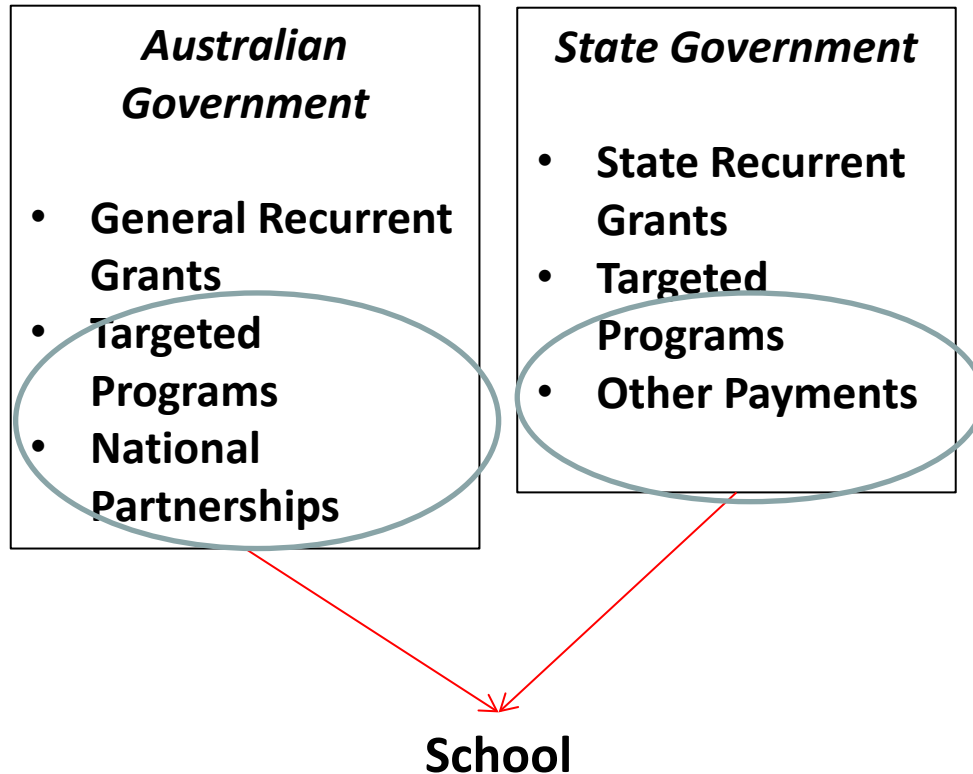 Australian
Government
• General Recurrent
Grants
• Targeted
Programs
• National
Partnerships
State Government
• State Recurrent
Grants
• Targeted
Programs
• Other Payments
School